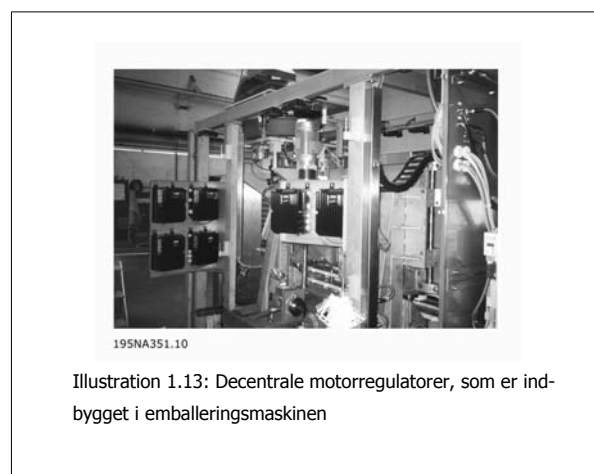 195NA351.10
Illustration 1.13: Decentrale motorregulatorer, som er ind-
bygget i emballeringsmaskinen